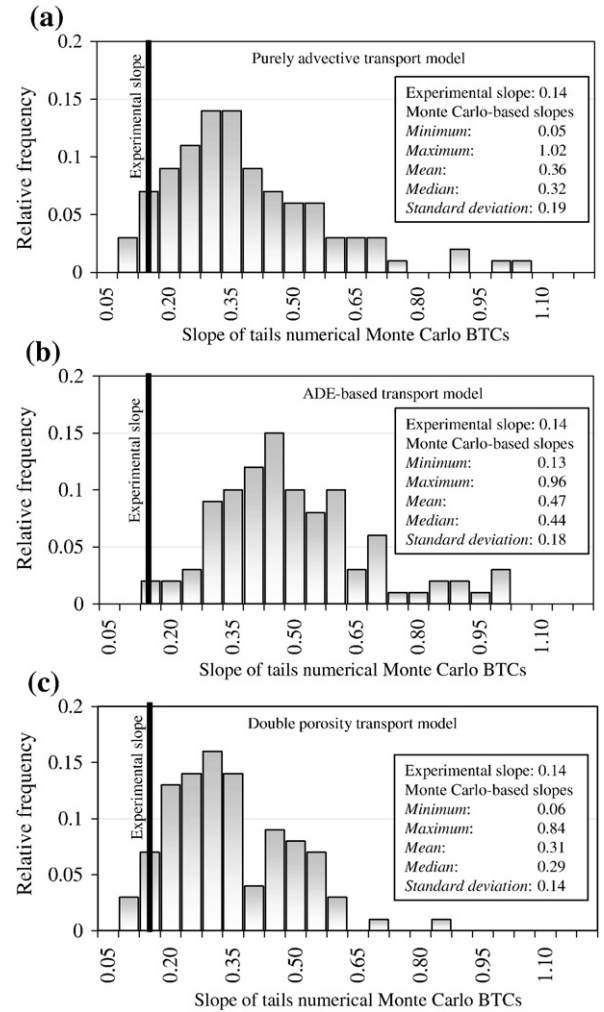 (a)
0.2
0.15
0.1
0.05
0
Relative frequency
Experimental slope
Purely advective transport model
Experimental slope: 0.14
Monte Carlo-based slopes
Minimum: 0.05
Maximum: 1.02
Mean: 0.36
Median: 0.32
Standard deviation: 0.19
0.05 0.20 0.35 0.50 0.65 0.80 0.95 1.10
Slope of tails numerical Monte Carlo BTCs
(b)
0.2
0.15
0.1
0.05
0
Relative frequency
Experimental slope
ADE-based transport model
Experimental slope: 0.14
Monte Carlo-based slopes
Minimum: 0.13
Maximum: 0.96
Mean: 0.47
Median: 0.44
Standard deviation: 0.18
0.05 0.20 0.35 0.50 0.65 0.80 0.95 1.10
Slope of tails numerical Monte Carlo BTCs
(c)
0.2
0.15
0.1
0.05
0
Relative frequency
Experimental slope
Double porosity transport model
Experimental slope: 0.14
Monte Carlo-based slopes
Minimum: 0.06
Maximum: 0.84
Mean: 0.31
Median: 0.29
Standard deviation: 0.14
0.05 0.20 0.35 0.50 0.65 0.80 0.95 1.10
Slope of tails numerical Monte Carlo BTCs